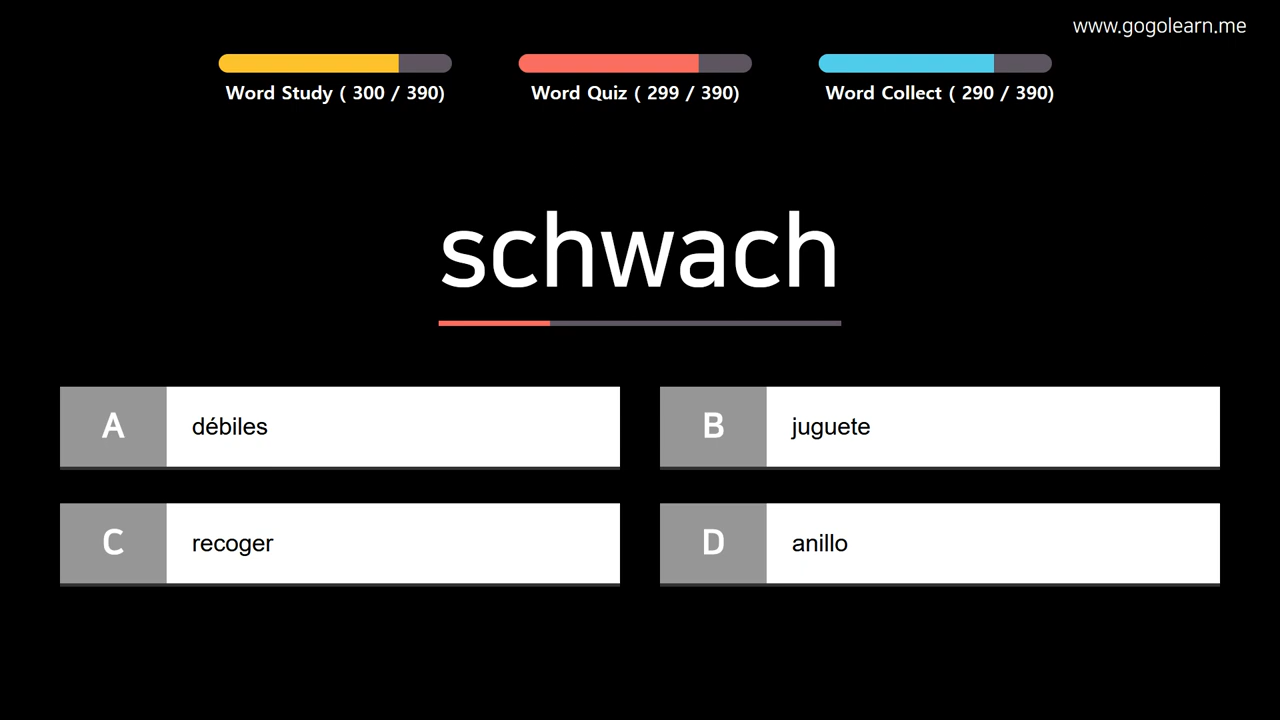 www.gogolearn.me
Word Study ( 300 / 390)
Word Quiz ( 299 / 390)
Word Collect ( 290 / 390)
schwach
A débiles
B juguete
C recoger
D anillo